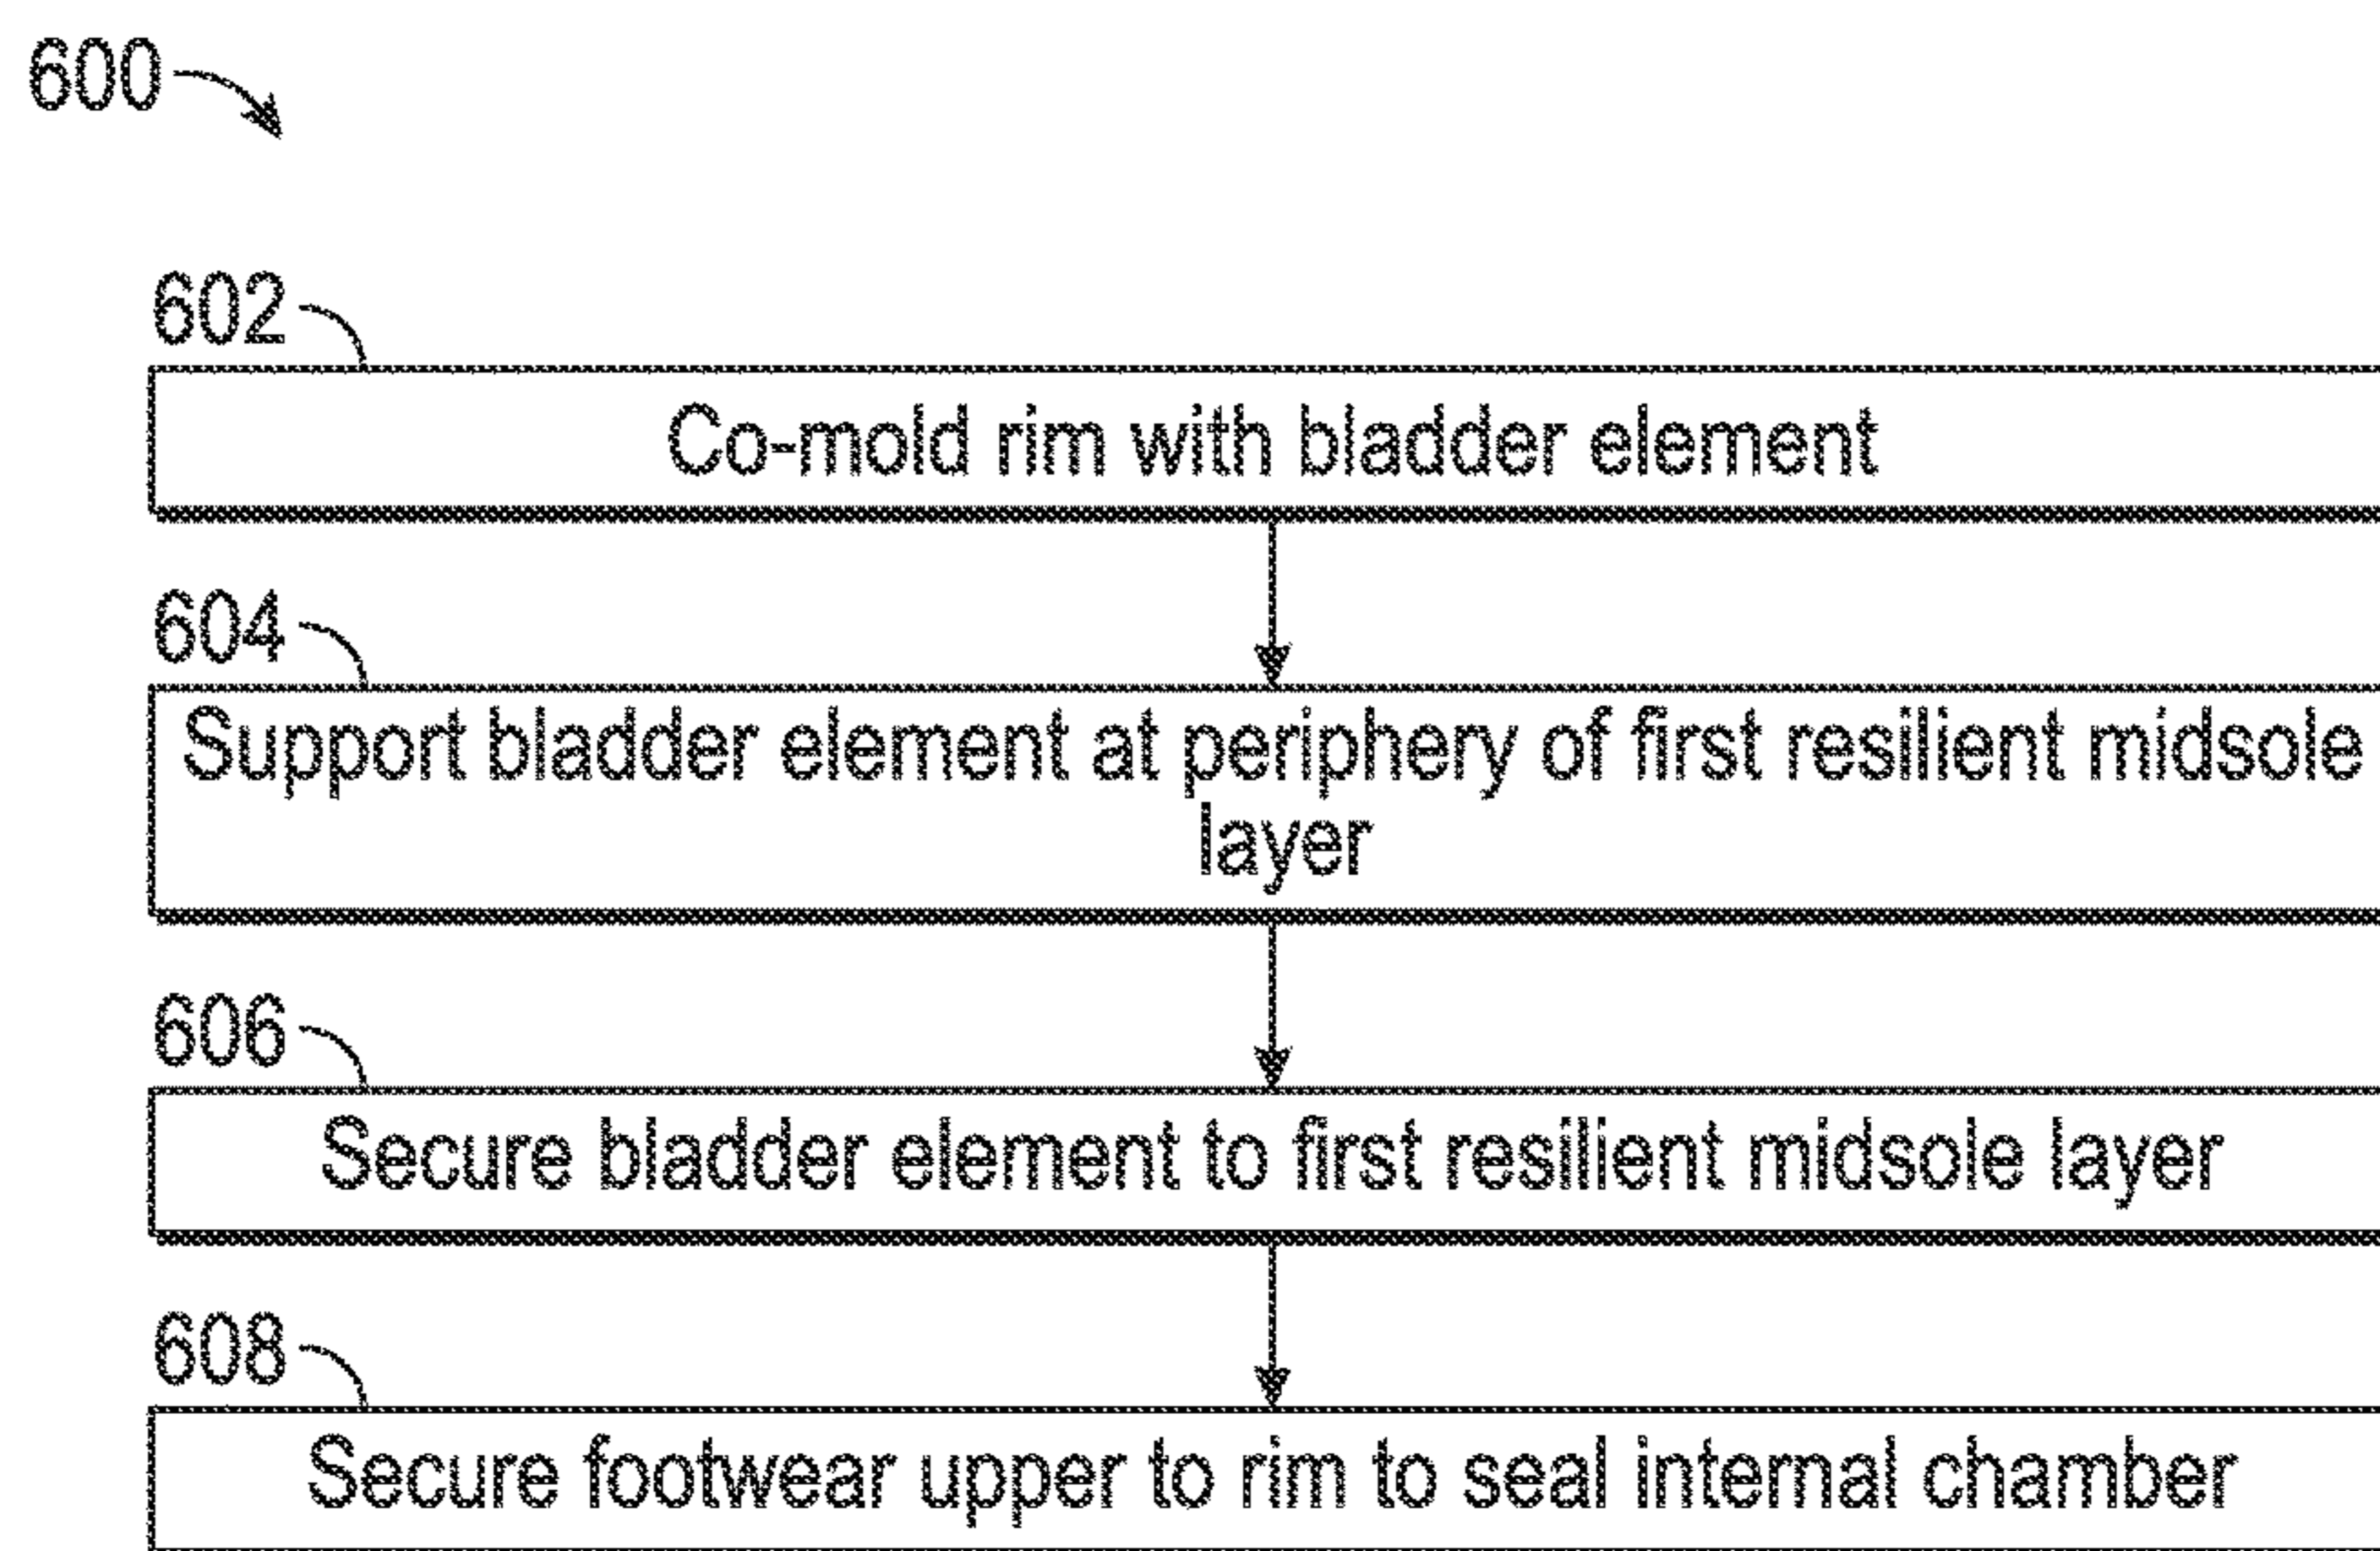 600
602
Co-mold rim with bladder element
604
Support bladder element at periphery of first resilient midsole
layer
606
Secure bladder element to first resilient midsole layer
608
Secure footwear upper to rim to seal internal chamber